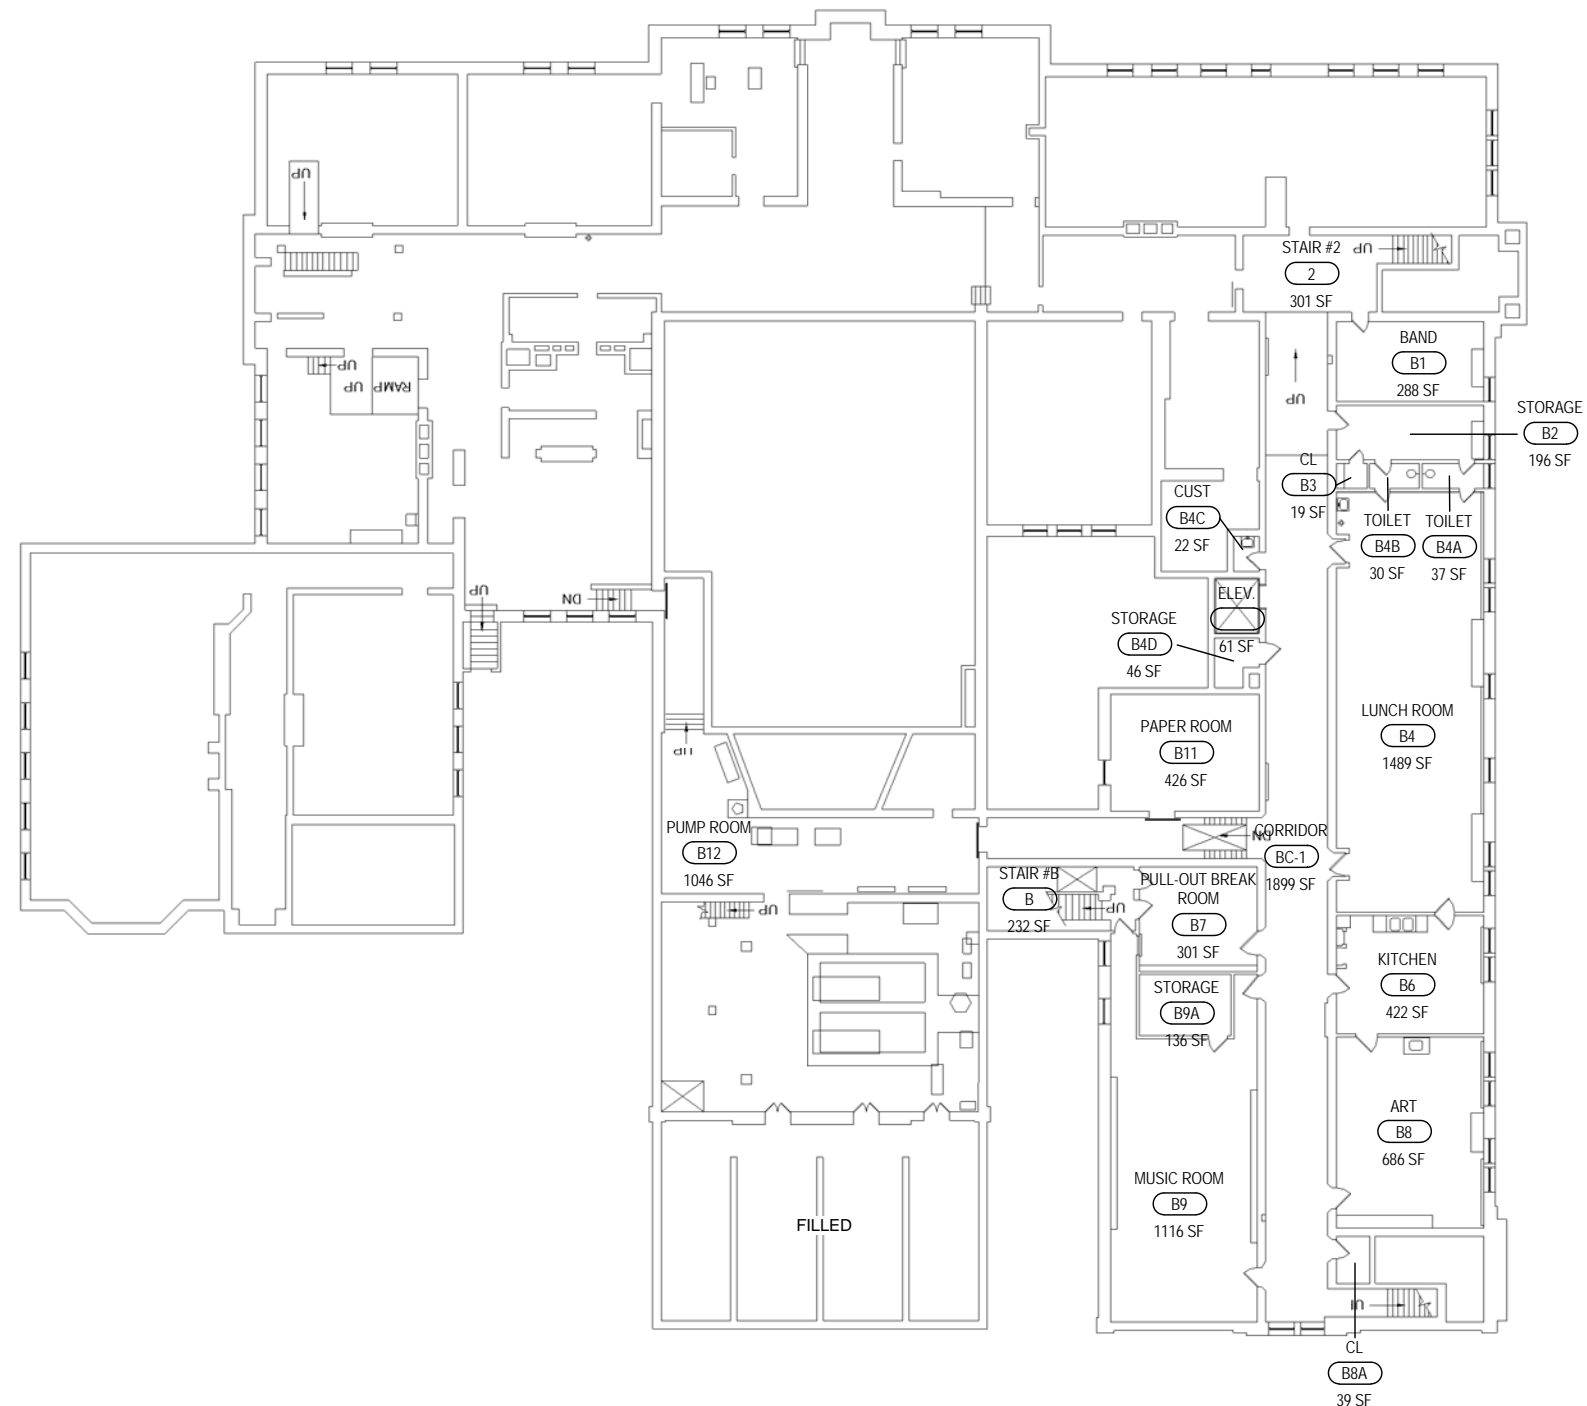 UP
STAIR #2
2
301 SF
UP
BAND
B1
288 SF
UP
UP
RAMP
UP
UP
STORAGE
B2
196 SF
CL
B3
19 SF
CUST
B4C
22 SF
TOILET
B4B
30 SF
TOILET
B4A
37 SF
UP
DN
ELEV.
61 SF
STORAGE
B4D
46 SF
LUNCH ROOM
B4
1489 SF
PAPER ROOM
B11
426 SF
UP
PUMP ROOM
B12
1046 SF
DN
CORRIDOR
BC-1
1899 SF
STAIR #B
B
232 SF
UP
PULL-OUT BREAK
ROOM
B7
301 SF
UP
KITCHEN
B6
422 SF
STORAGE
B9A
136 SF
ART
B8
686 SF
MUSIC ROOM
B9
1116 SF
FILLED
CL
B8A
39 SF